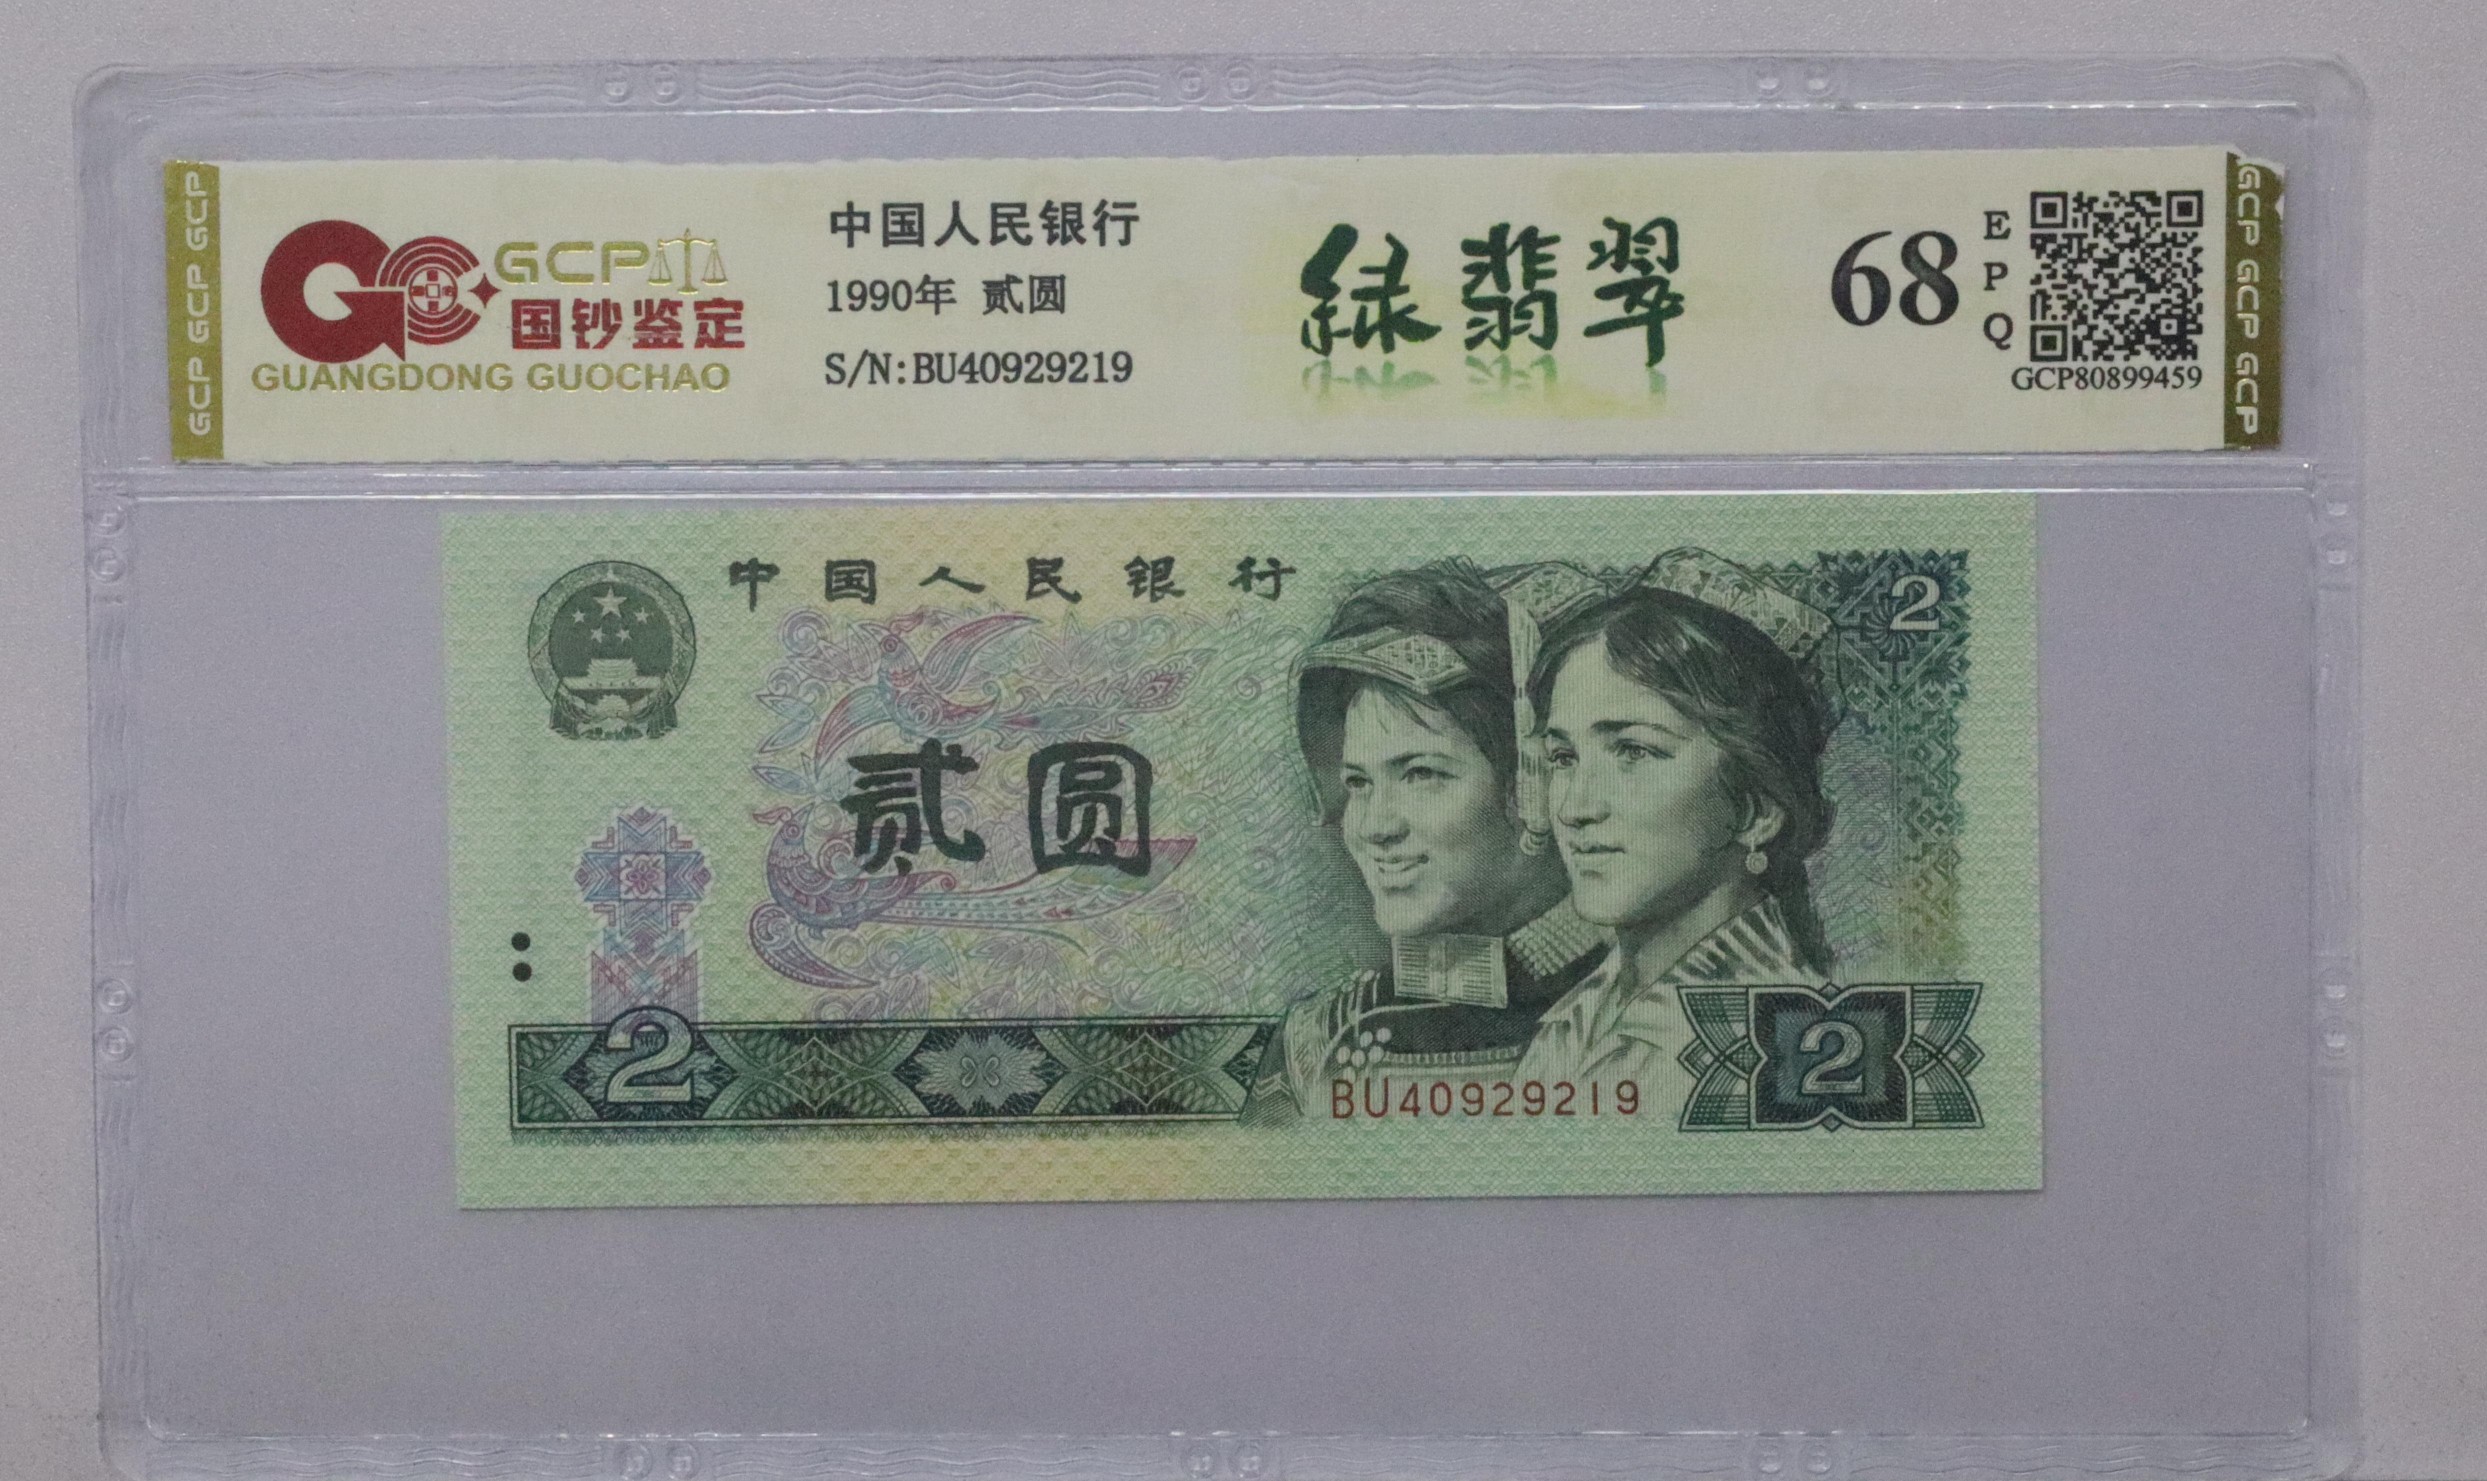 GCP GCP GCP
GCP
国钞鉴定
GUANGDONG GUOCHAO
中国人民银行
1990年 贰圆
S/N:BU40929219
緑翡翠
68
E
P
Q
GCP80899459
GCP GCP GCP
中国人民银行
2
贰圆
2
BU40929219
2